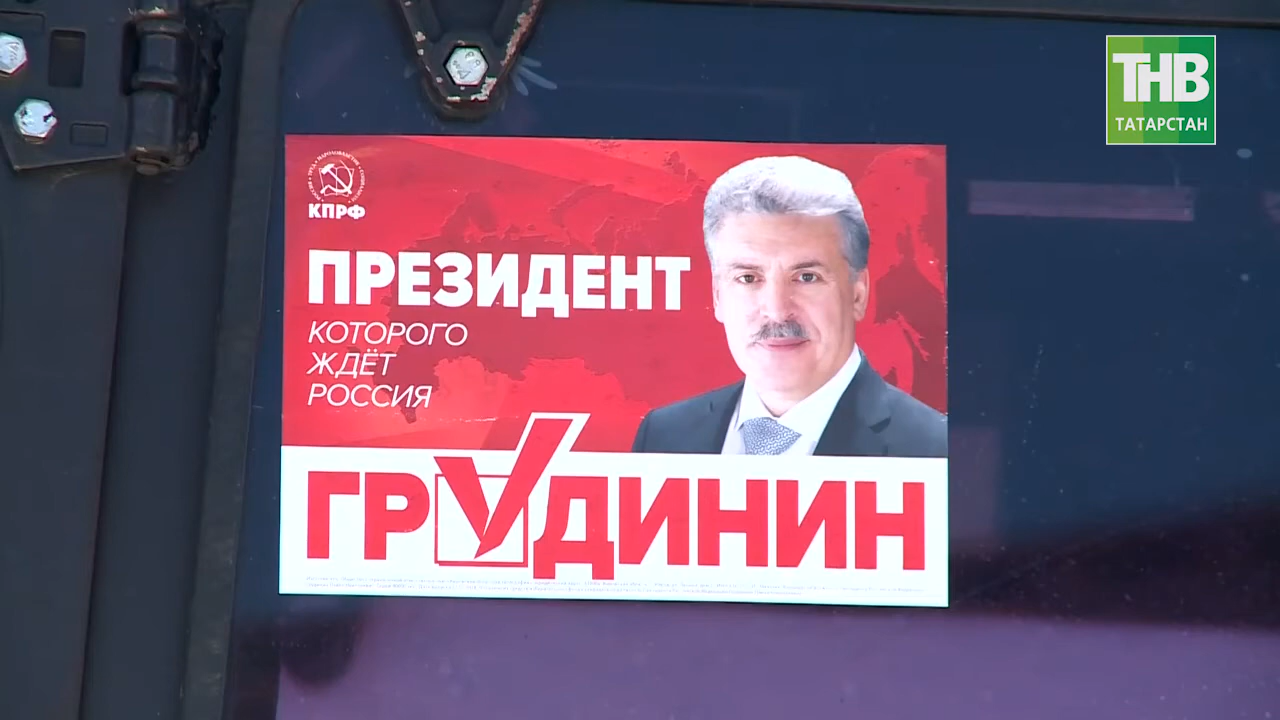 ТНВ
ТАТАРСТАН
КПРФ
ПРЕЗИДЕНТ
КОТОРОГО
ЖДЁТ
РОССИЯ
ГРУДИНИН